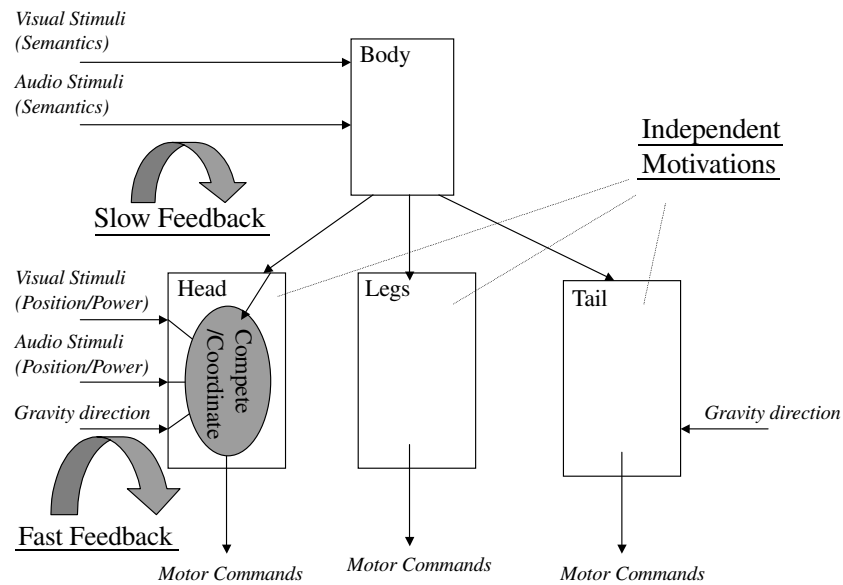 Visual Stimuli
(Semantics)
Body
Audio Stimuli
(Semantics)
Independent
Motivations
Slow Feedback
Visual Stimuli
(Position/Power)
Head
Legs
Tail
Compete
/Coordinate
Audio Stimuli
(Position/Power)
Gravity direction
Gravity direction
Fast Feedback
Motor Commands
Motor Commands
Motor Commands